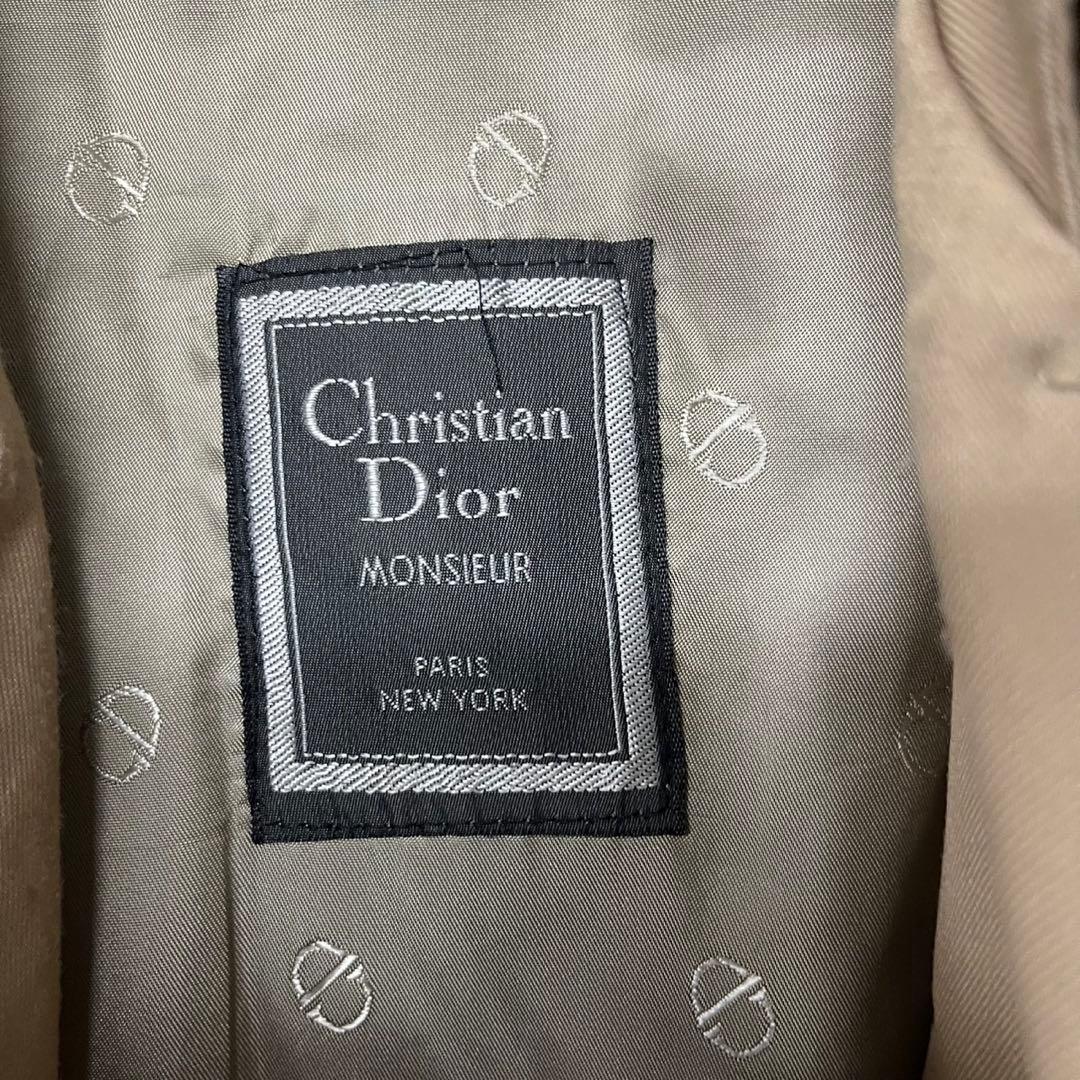 Christian
Dior
MONSIEUR
PARIS
NEW YORK